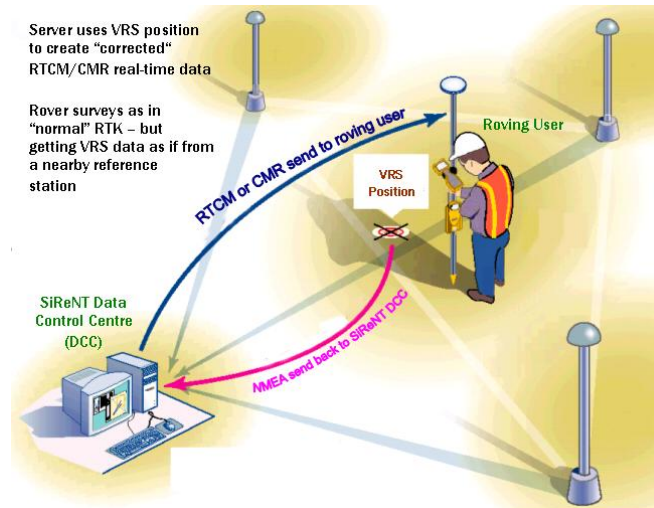 Server uses VRS position
to create “corrected“
RTCM/CMR real-time data
Rover surveys as in
“normal” RTK – but
getting VRS data as if from
a nearby reference
station
RTCM or CMR send to roving user
Roving User
VRS
Position
SiReNT Data
Control Centre
(DCC)
NMEA send back to SiReNT DCC